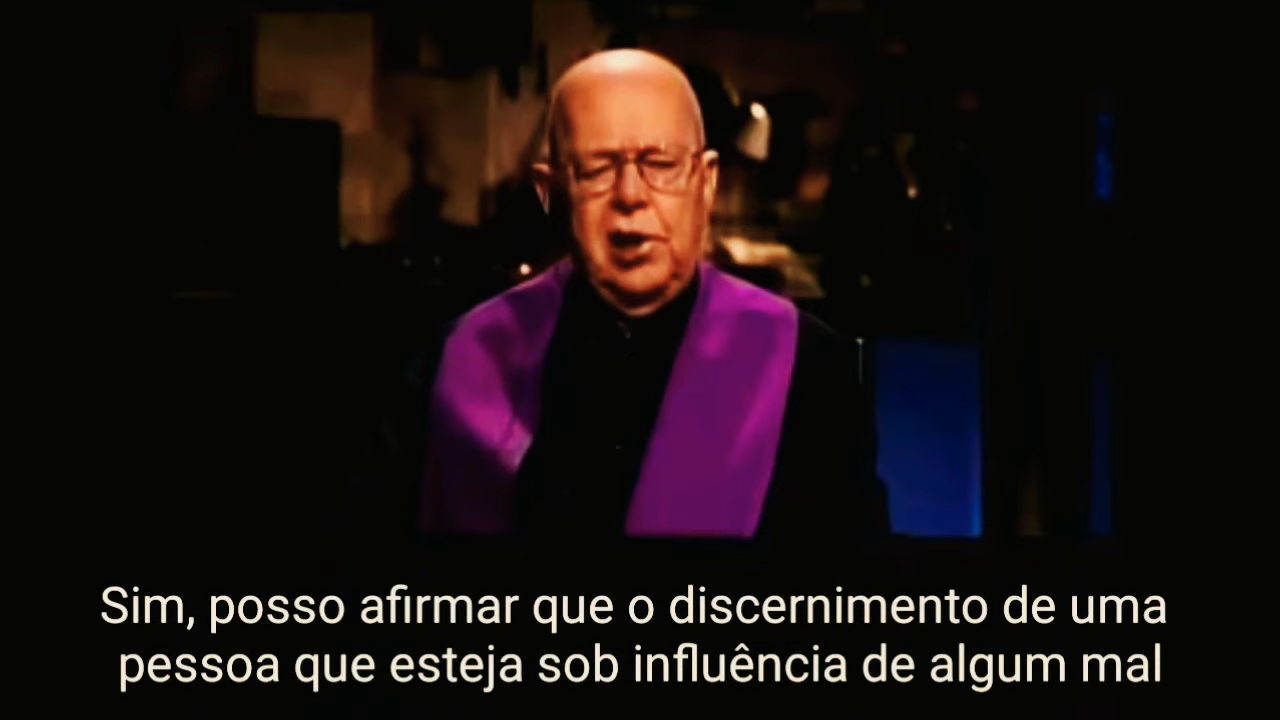 Sim, posso afirmar que o discernimento de uma
pessoa que esteja sob influência de algum mal